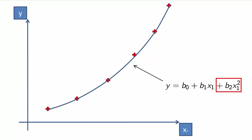 y
y = b₀ + b₁x₁ + b₂x₁²
x₁